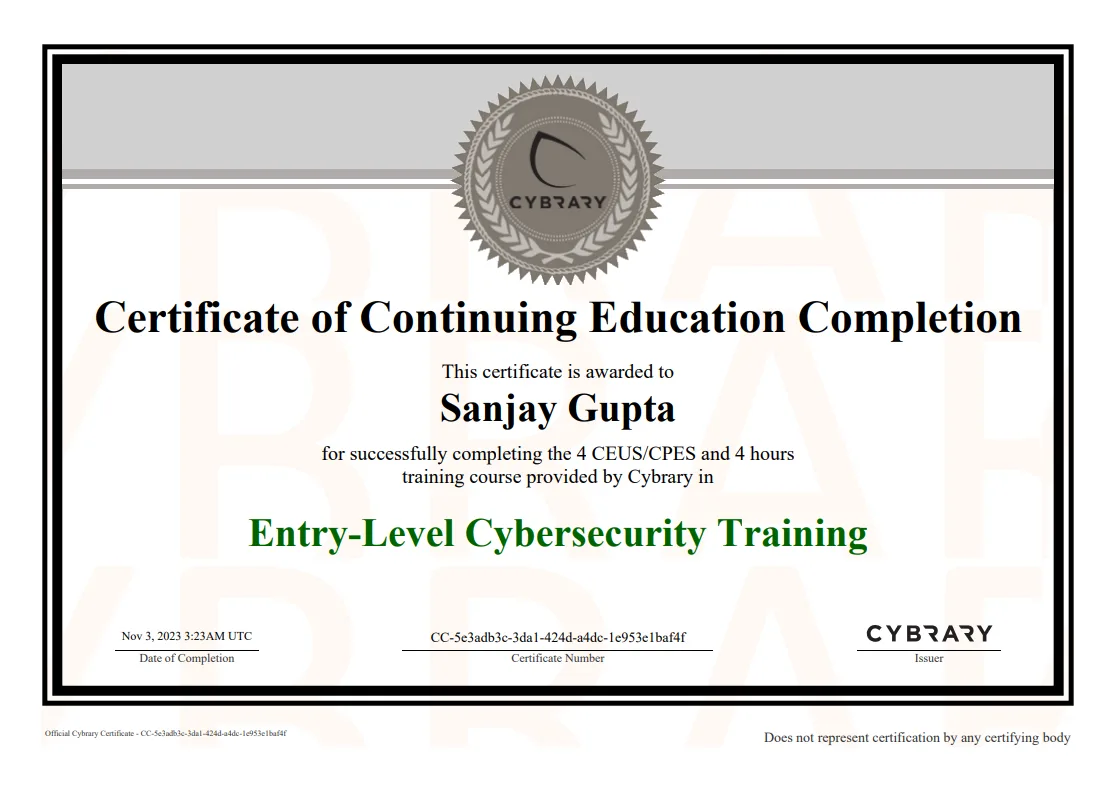 CYBRARY
Certificate of Continuing Education Completion
This certificate is awarded to
Sanjay Gupta
for successfully completing the 4 CEUS/CPES and 4 hours
training course provided by Cybrary in
Entry-Level Cybersecurity Training
Nov 3, 2023 3:23AM UTC
Date of Completion
CC-5e3adb3c-3da1-424d-a4dc-1e953e1baf4f
Certificate Number
CYBRARY
Issuer
Official Cybrary Certificate - CC-5e3adb3c-3da1-424d-a4dc-1e953e1baf4f
Does not represent certification by any certifying body